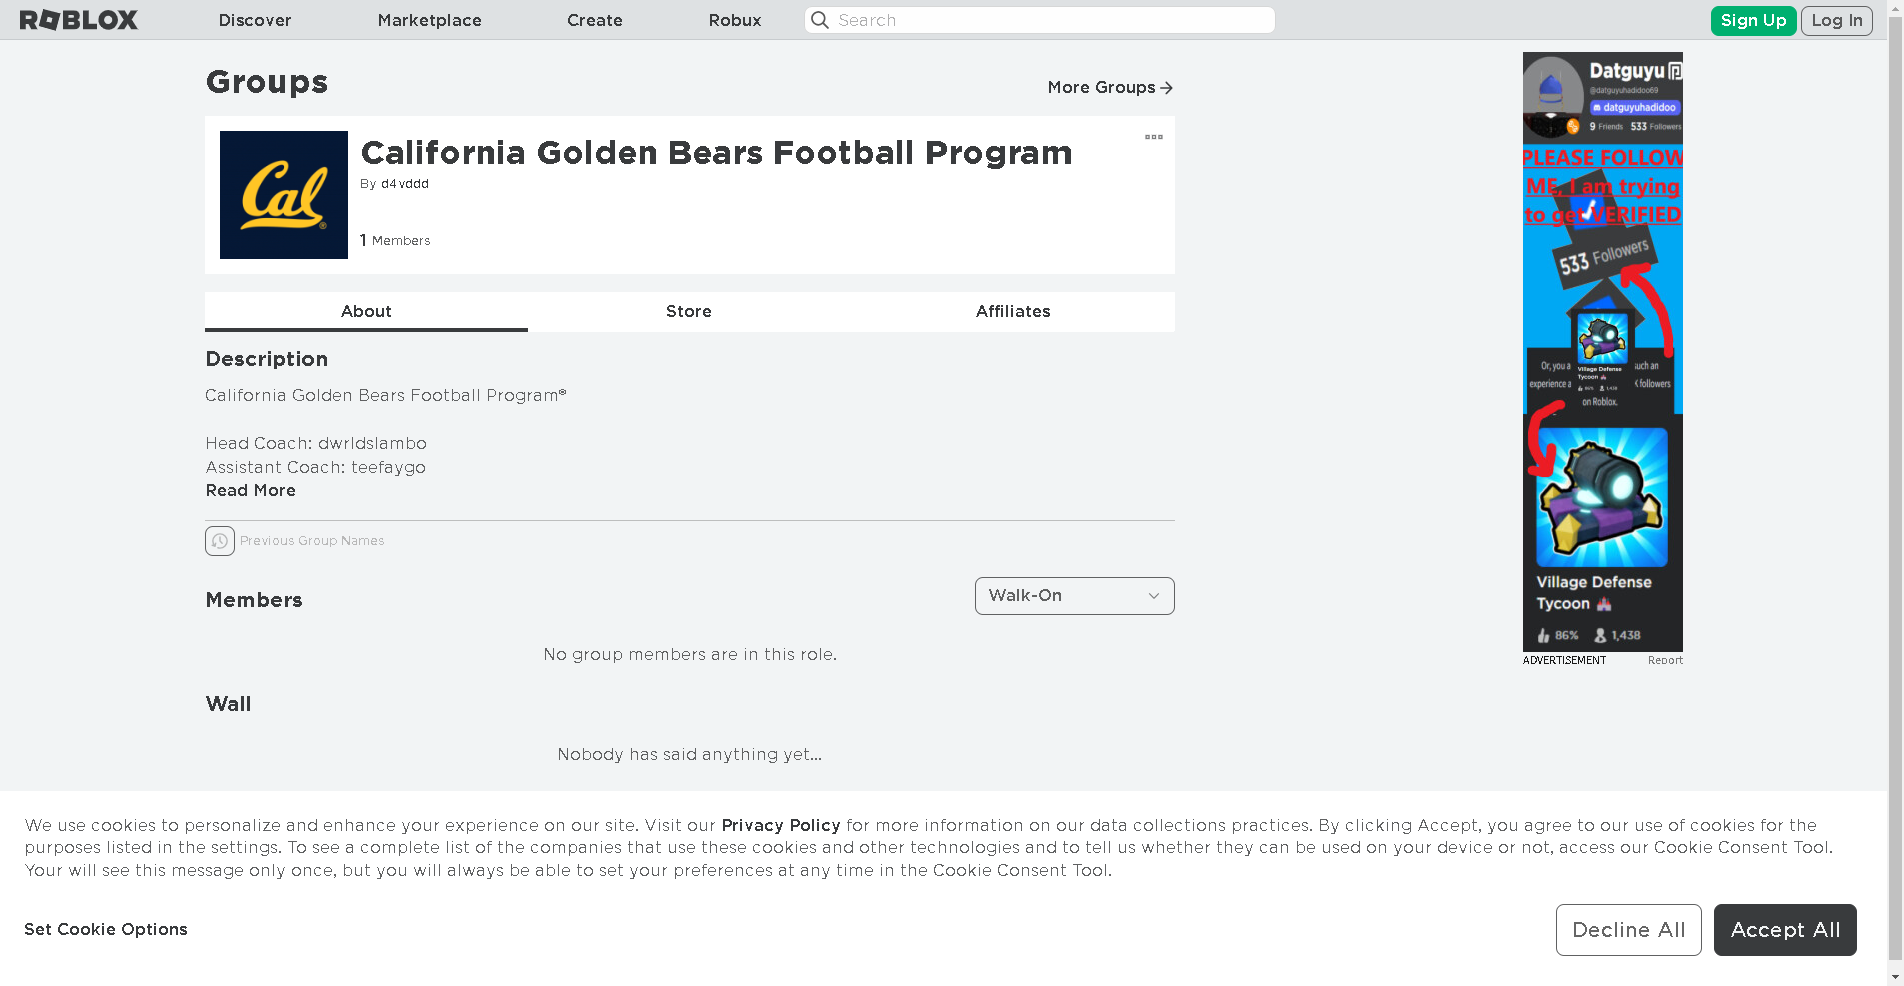 ROBLOX
Discover
Marketplace
Create
Robux
Search
Sign Up
Log In
Groups
More Groups
Cal
California Golden Bears Football Program
By d4vddd
1 Members
About
Store
Affiliates
Description
California Golden Bears Football Program®
Head Coach: dwrldslambo
Assistant Coach: teefaygo
Read More
Previous Group Names
Members
Walk-On
No group members are in this role.
Wall
Nobody has said anything yet...
Datguyu
@datguyuhadidoo69
datguyuhadidoo
9 Friends 533 Followers
PLEASE FOLLOW
ME, I am trying
to get VERIFIED
533 Followers
Or, you a
such an
Village Defense
Tycoon
experience a
followers
86% 1,438
on Roblox.
Village Defense
Tycoon
86% 1,438
ADVERTISEMENT
Report
We use cookies to personalize and enhance your experience on our site. Visit our Privacy Policy for more information on our data collections practices. By clicking Accept, you agree to our use of cookies for the
purposes listed in the settings. To see a complete list of the companies that use these cookies and other technologies and to tell us whether they can be used on your device or not, access our Cookie Consent Tool.
Your will see this message only once, but you will always be able to set your preferences at any time in the Cookie Consent Tool.
Set Cookie Options
Decline All
Accept All